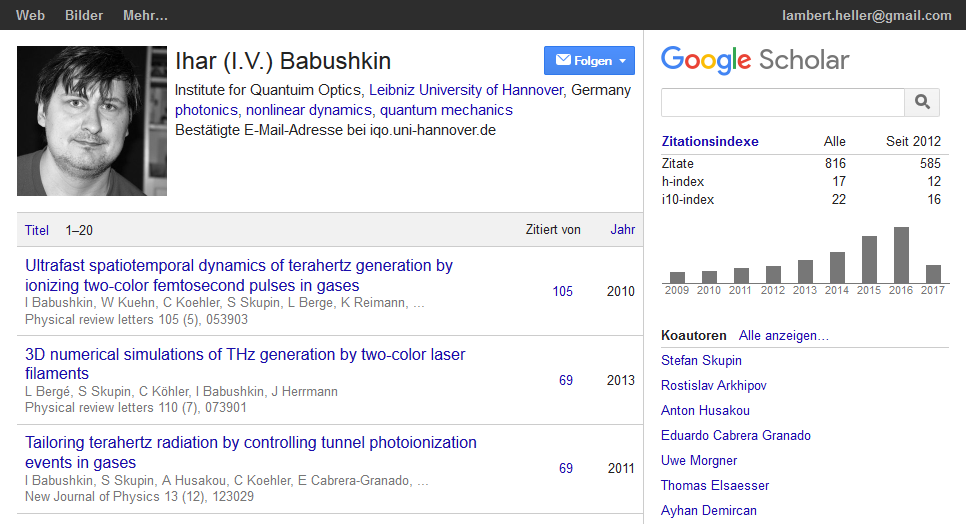 Web Bilder Mehr… lambert.heller@gmail.com
Ihar (I.V.) Babushkin
Folgen
Institute for Quantuim Optics, Leibniz University of Hannover, Germany
photonics, nonlinear dynamics, quantum mechanics
Bestätigte E-Mail-Adresse bei iqo.uni-hannover.de
Titel 1–20 Zitiert von Jahr
Ultrafast spatiotemporal dynamics of terahertz generation by
ionizing two-color femtosecond pulses in gases
I Babushkin, W Kuehn, C Koehler, S Skupin, L Berge, K Reimann, …
Physical review letters 105 (5), 053903
105 2010
3D numerical simulations of THz generation by two-color laser
filaments
L Bergé, S Skupin, C Köhler, I Babushkin, J Herrmann
Physical review letters 110 (7), 073901
69 2013
Tailoring terahertz radiation by controlling tunnel photoionization
events in gases
I Babushkin, S Skupin, A Husakou, C Koehler, E Cabrera-Granado, …
New Journal of Physics 13 (12), 123029
69 2011
Google Scholar
Zitationsindexe Alle Seit 2012
Zitate 816 585
h-index 17 12
i10-index 22 16
2009 2010 2011 2012 2013 2014 2015 2016 2017
Koautoren Alle anzeigen…
Stefan Skupin
Rostislav Arkhipov
Anton Husakou
Eduardo Cabrera Granado
Uwe Morgner
Thomas Elsaesser
Ayhan Demircan